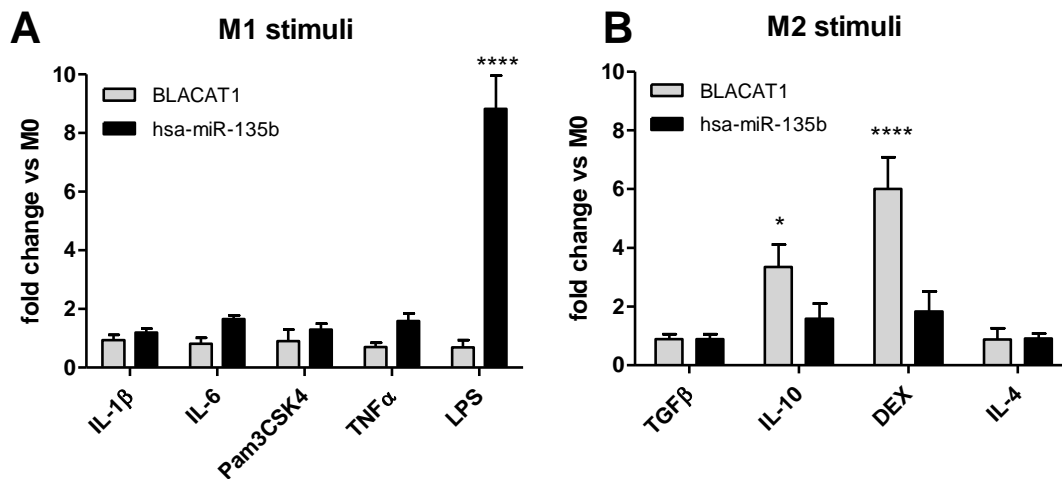 A
M1 stimuli
fold change vs M0
10
8
6
4
2
0
BLACAT1
hsa-miR-135b
****
IL-1β
IL-6
Pam3CSK4
TNFα
LPS
B
M2 stimuli
fold change vs M0
10
8
6
4
2
0
BLACAT1
hsa-miR-135b
*
****
TGFβ
IL-10
DEX
IL-4